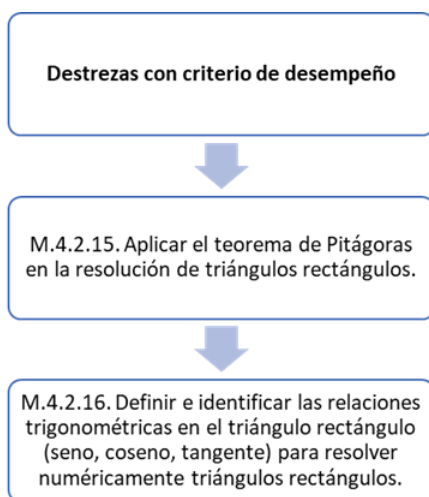 Destrezas con criterio de desempeño
M.4.2.15. Aplicar el teorema de Pitágoras
en la resolución de triángulos rectángulos.
M.4.2.16. Definir e identificar las relaciones
trigonométricas en el triángulo rectángulo
(seno, coseno, tangente) para resolver
numéricamente triángulos rectángulos.